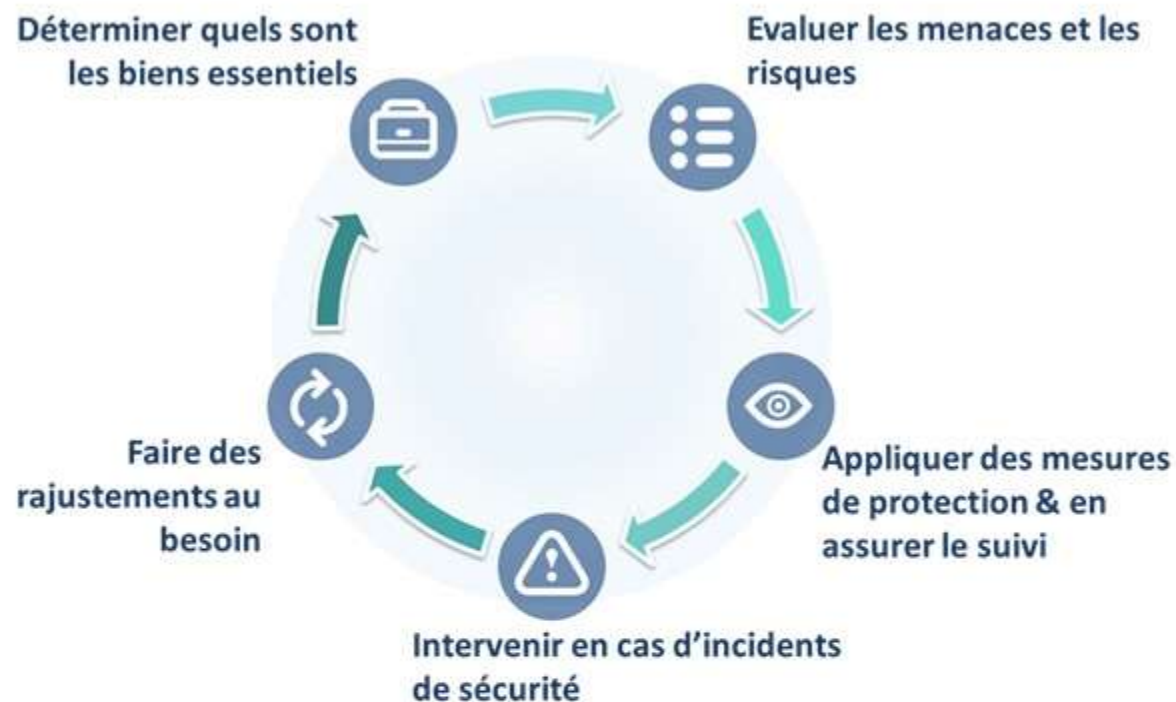 Déterminer quels sont
les biens essentiels
Evaluer les menaces et les
risques
Appliquer des mesures
de protection & en
assurer le suivi
Intervenir en cas d’incidents
de sécurité
Faire des
rajustements au
besoin